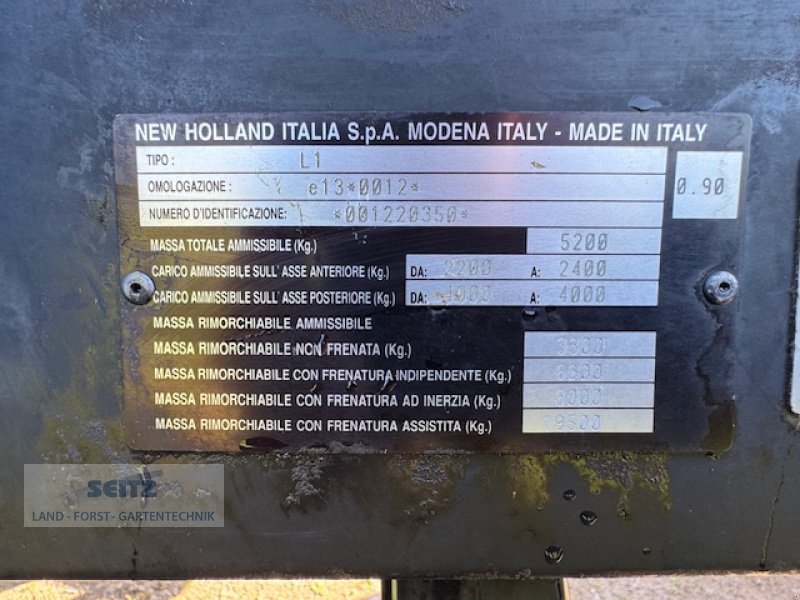 NEW HOLLAND ITALIA S.p.A. MODENA ITALY - MADE IN ITALY
TIPO : L1
OMOLOGAZIONE : e13*0012* 0.90
NUMERO D'IDENTIFICAZIONE: *001220350*
MASSA TOTALE AMMISSIBILE (Kg.) 5200
CARICO AMMISSIBILE SULL' ASSE ANTERIORE (Kg.) DA: 2200 A: 2400
CARICO AMMISSIBILE SULL' ASSE POSTERIORE (Kg.) DA: A: 4000
MASSA RIMORCHIABILE AMMISSIBILE
MASSA RIMORCHIABILE NON FRENATA (Kg.)
MASSA RIMORCHIABILE CON FRENATURA INDIPENDENTE (Kg.)
MASSA RIMORCHIABILE CON FRENATURA AD INERZIA (Kg.) 6000
MASSA RIMORCHIABILE CON FRENATURA ASSISTITA (Kg.) 19500
SEITZ
LAND - FORST - GARTENTECHNIK